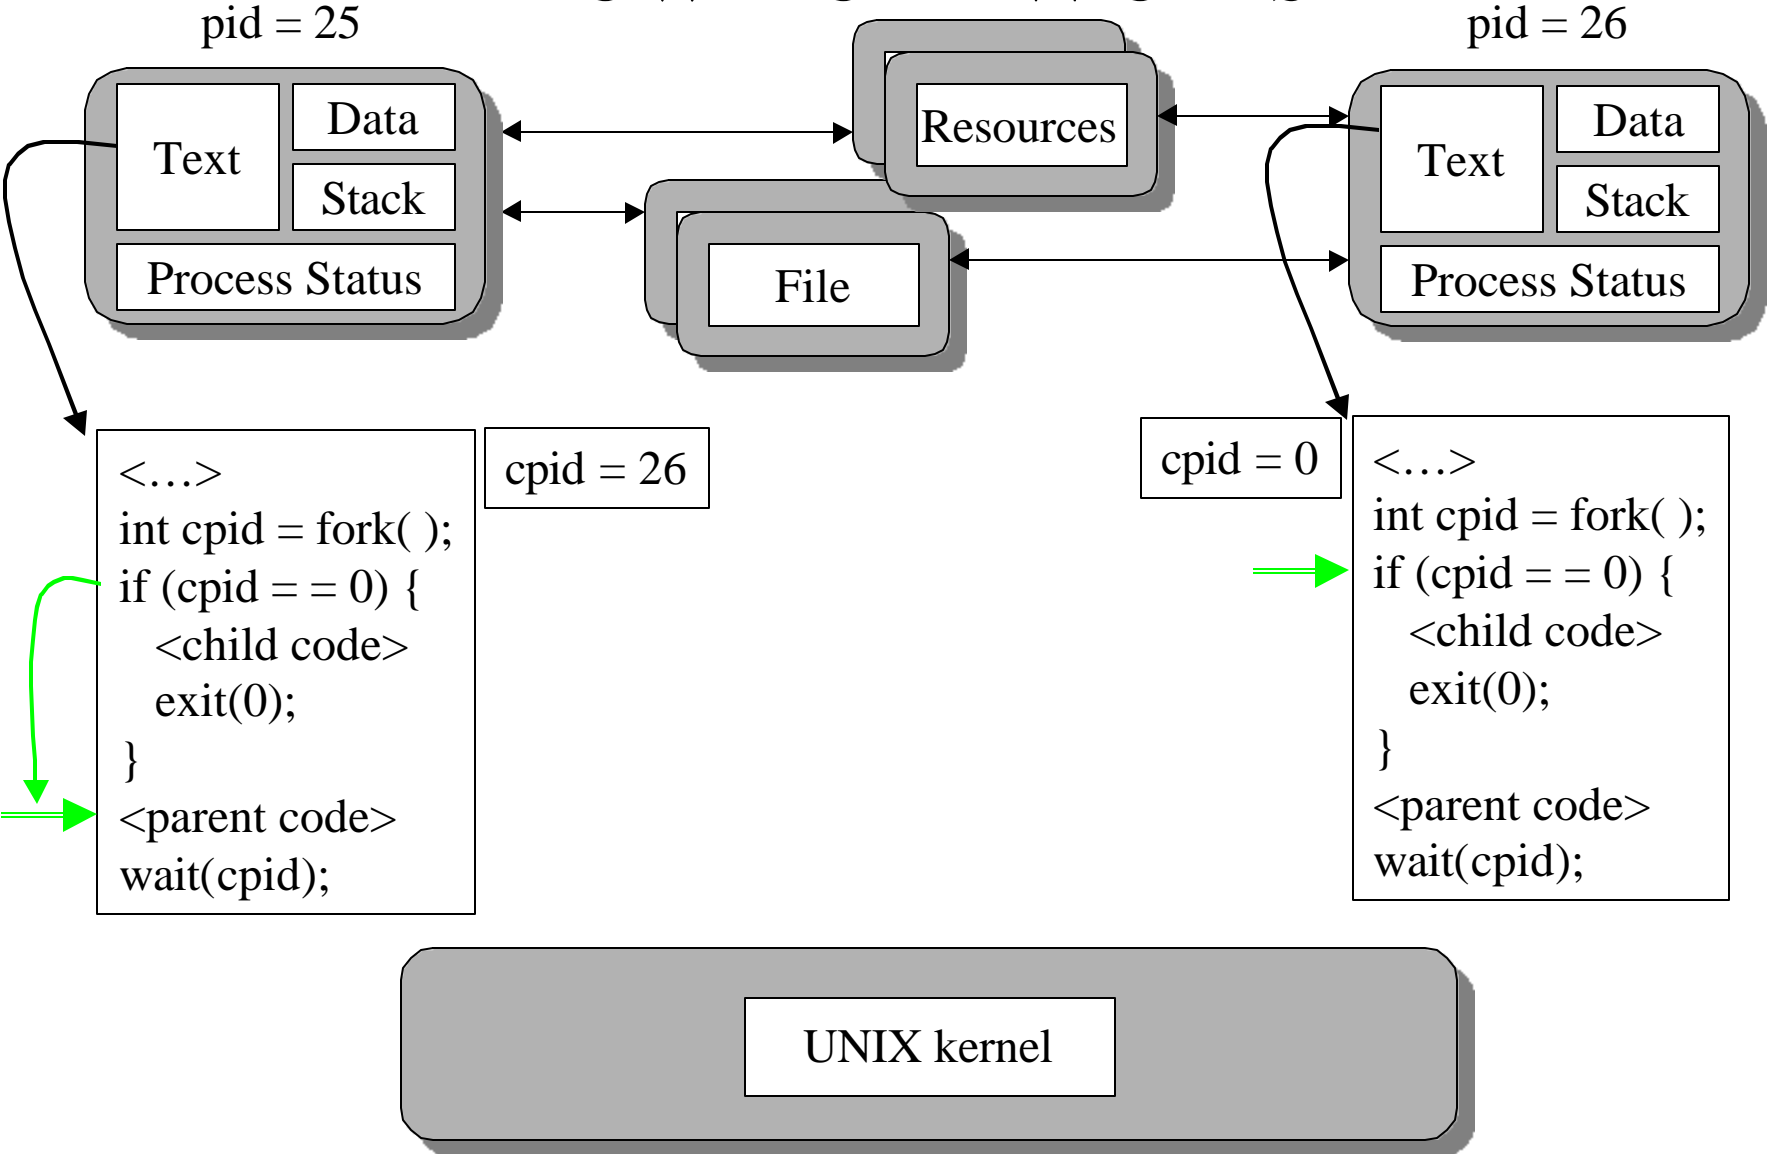 pid = 25
pid = 26
Text
Data
Stack
Process Status
Resources
File
Text
Data
Stack
Process Status
<…>
int cpid = fork( );
if (cpid = = 0) {
<child code>
exit(0);
}
<parent code>
wait(cpid);
cpid = 26
cpid = 0
<…>
int cpid = fork( );
if (cpid = = 0) {
<child code>
exit(0);
}
<parent code>
wait(cpid);
UNIX kernel